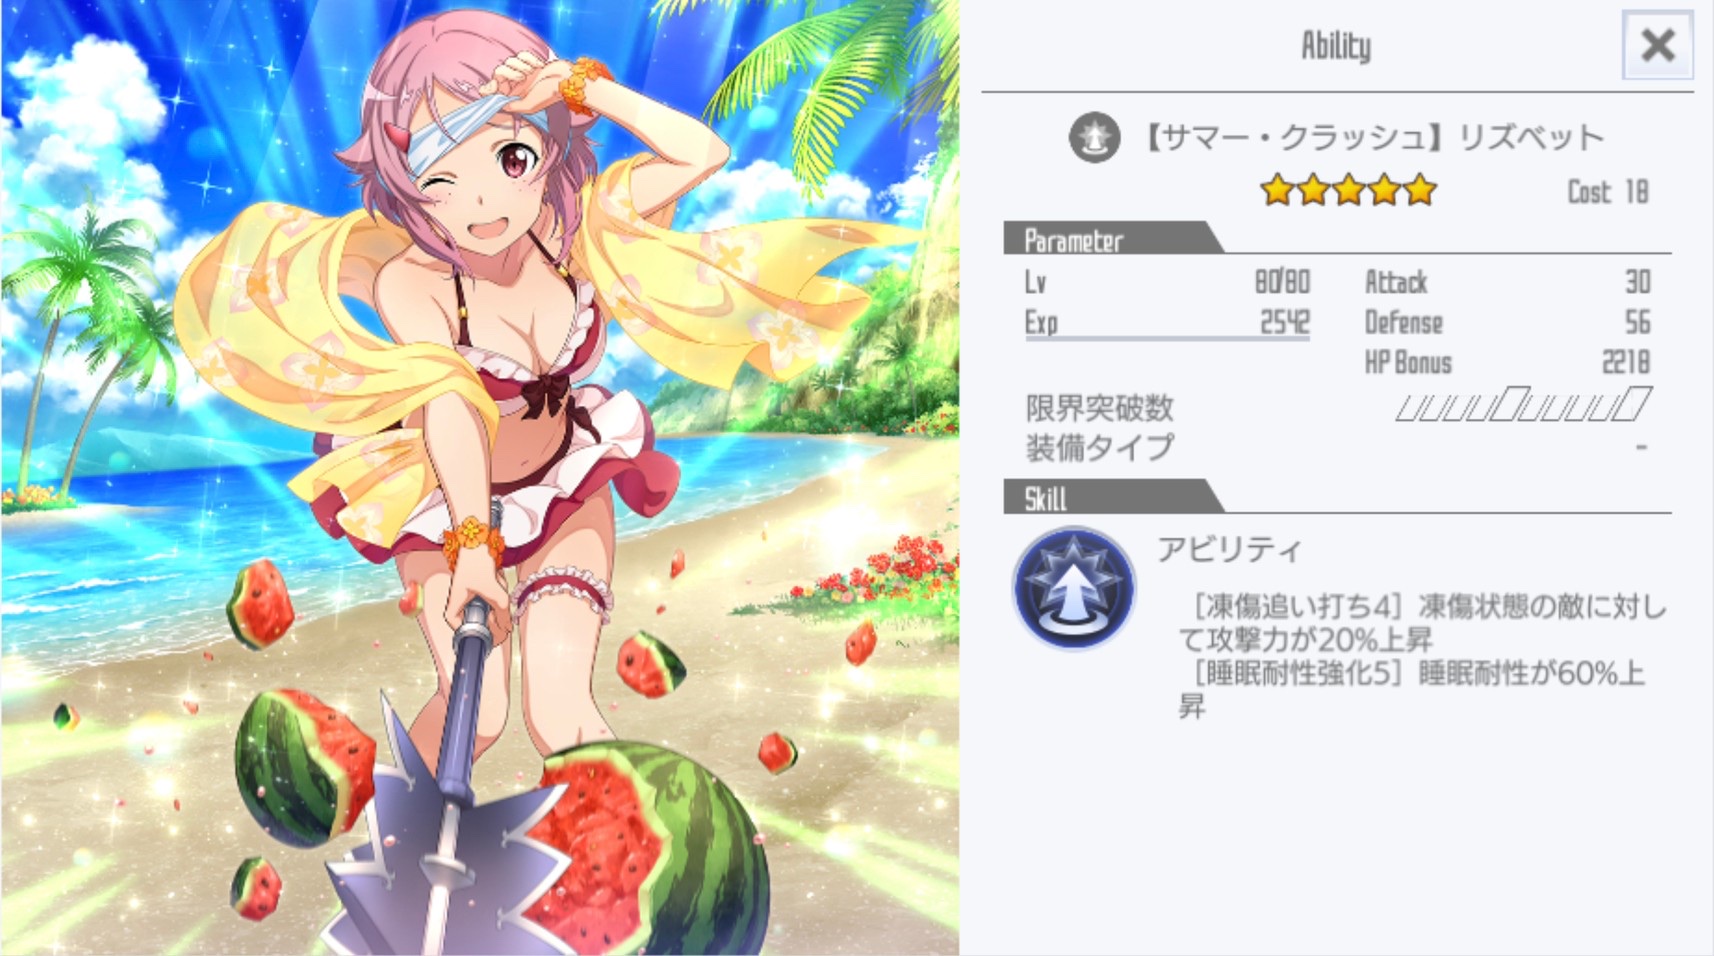 Ability
【サマー・クラッシュ】リズベット
Cost 18
Parameter
Lv 80/80
Attack 30
Exp 2542
Defense 56
HP Bonus 2218
限界突破数
装備タイプ -
Skill
アビリティ
［凍傷追い打ち4］凍傷状態の敵に対し
て攻撃力が20%上昇
［睡眠耐性強化5］睡眠耐性が60%上
昇